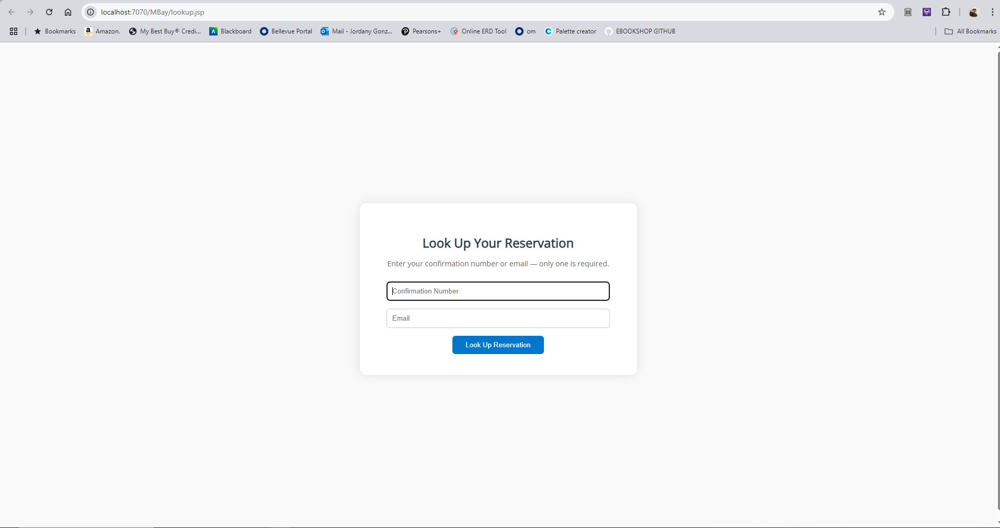 localhost:7070/MBay/lookup.jsp
Bookmarks Amazon. My Best Buy® Credi... Blackboard Bellevue Portal Mail - Jordany Gonz... Pearsons+ Online ERD Tool om Palette creator EBOOKSHOP GITHUB All Bookmarks
Look Up Your Reservation
Enter your confirmation number or email — only one is required.
Confirmation Number
Email
Look Up Reservation